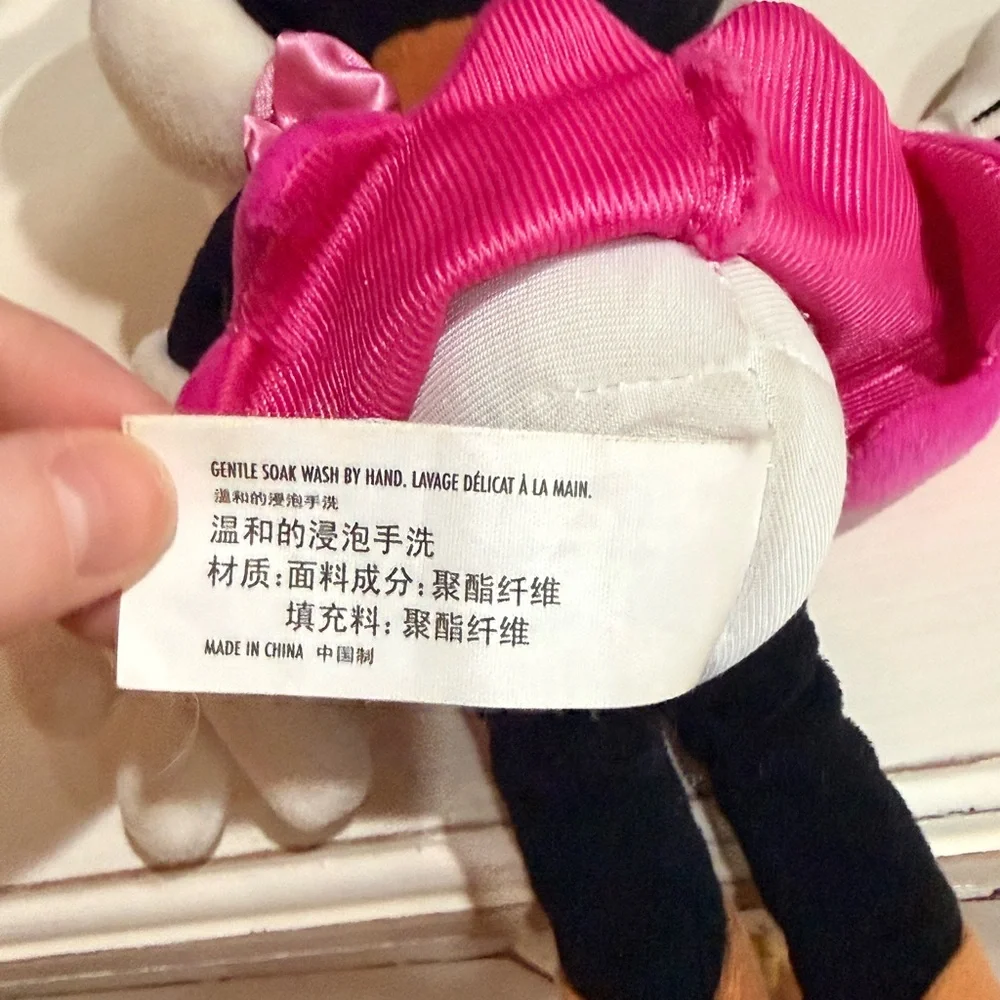 GENTLE SOAK WASH BY HAND. LAVAGE DÉLICAT À LA MAIN.
温和的浸泡手洗
温和的浸泡手洗
材质:面料成分:聚酯纤维
填充料:聚酯纤维
MADE IN CHINA 中国制